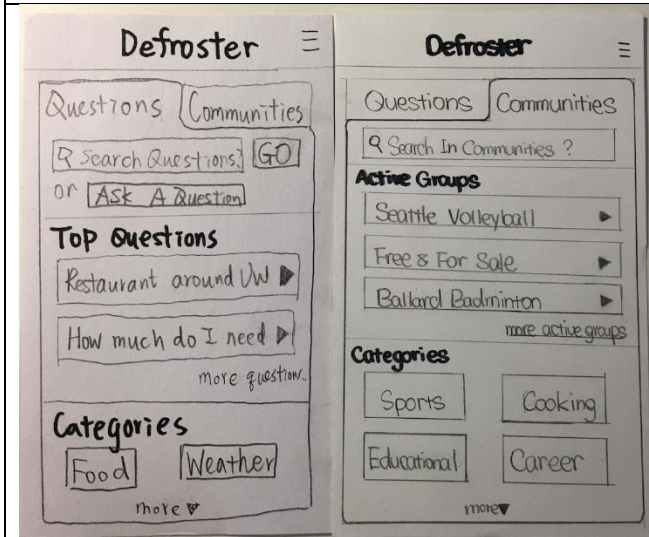 Defroster
Questions
Communities
Search Questions?
GO
or
ASK A Question
Top Questions
Restaurant around UW
How much do I need
more question..
Categories
Food
Weather
more
Defroster
Questions
Communities
Search In Communities ?
Active Groups
Seattle Volleyball
Free & For Sale
Ballard Badminton
more active groups
Categories
Sports
Cooking
Educational
Career
more